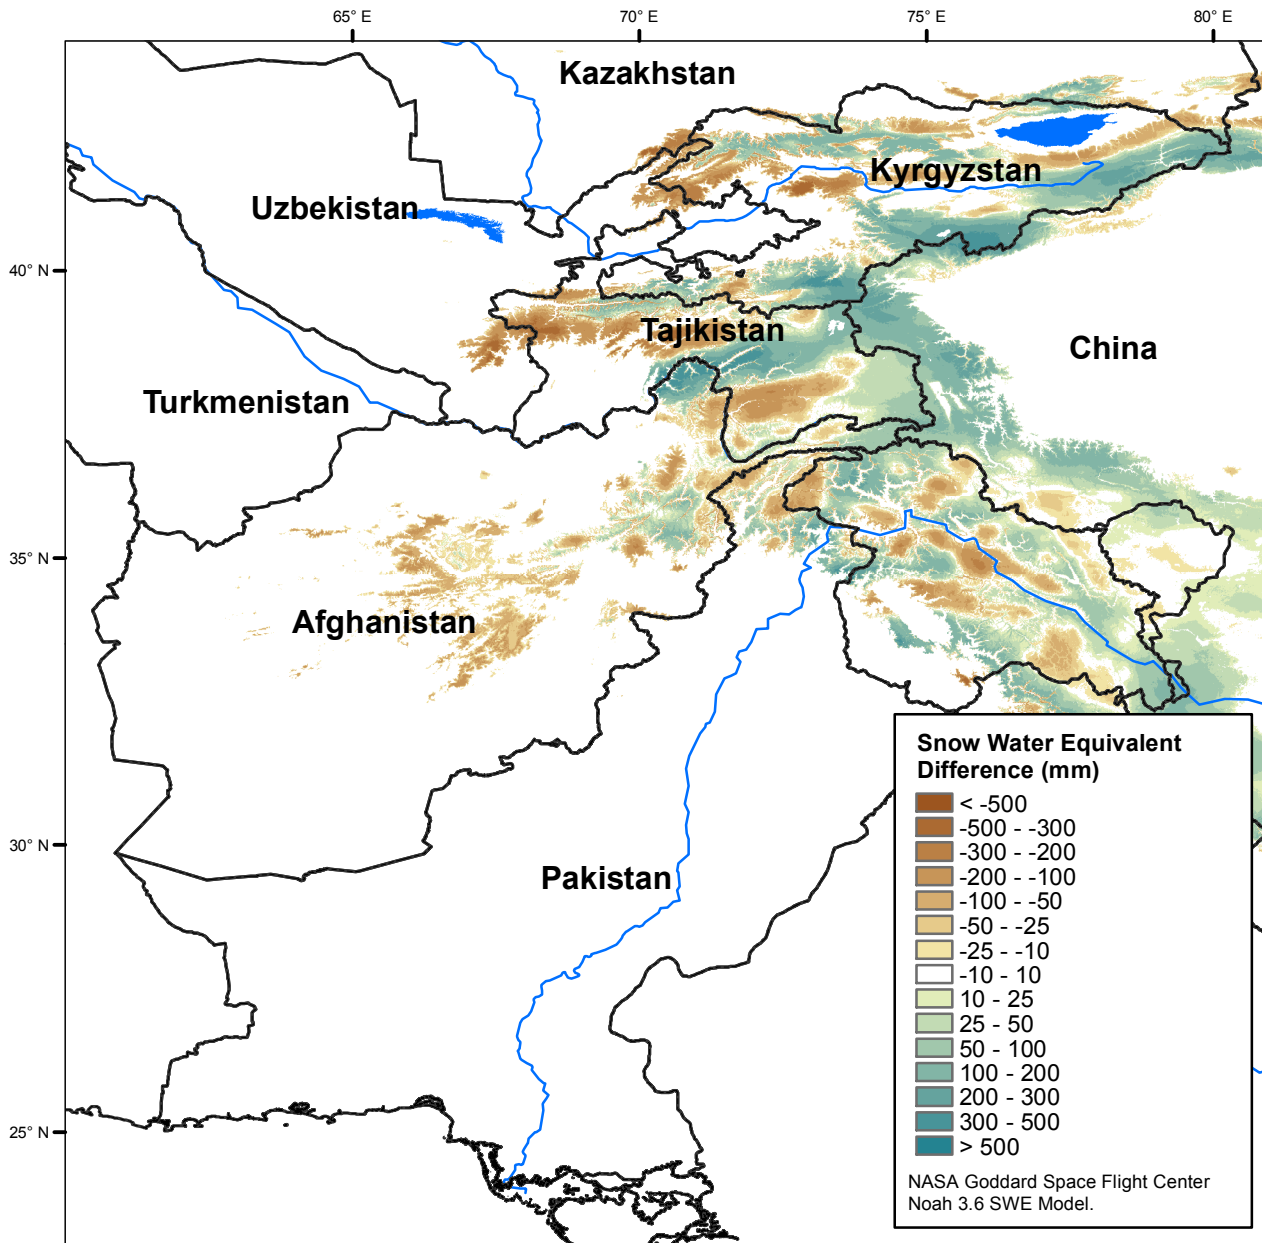 65° E
70° E
75° E
80° E
Kazakhstan
Kyrgyzstan
Uzbekistan
40° N
Tajikistan
China
Turkmenistan
35° N
Afghanistan
Snow Water Equivalent
Difference (mm)
< -500
-500 - -300
-300 - -200
-200 - -100
-100 - -50
-50 - -25
-25 - -10
-10 - 10
10 - 25
25 - 50
50 - 100
100 - 200
200 - 300
300 - 500
> 500
NASA Goddard Space Flight Center
Noah 3.6 SWE Model.
30° N
Pakistan
25° N